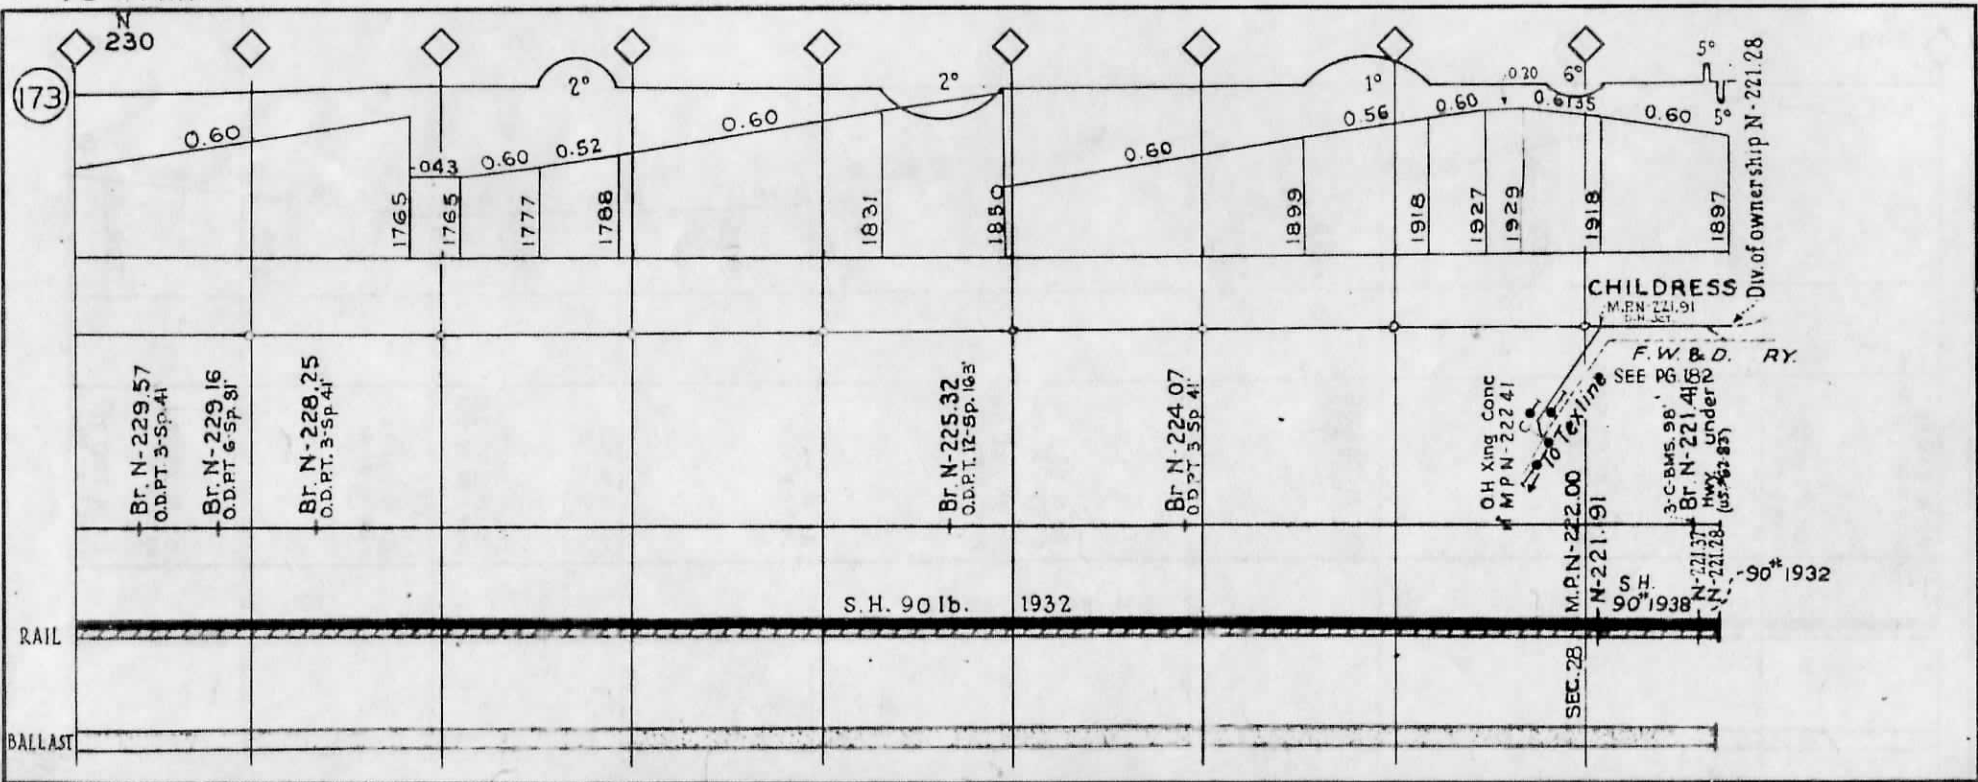 N
230
173
2°
2°
1°
6°
5°
5°
0.60
.043
0.60
0.52
0.60
0.60
0.56
0.60
0.20
0.6135
0.60
1765
1765
1777
1788
1831
1850
1899
1918
1927
1929
1918
1897
Div. of ownership N-221.28
CHILDRESS
M.P.N-221.91
F.W.& D. RY.
SEE PG. 682
To Texline
Br. N-229.57
O.D.P.T. 3-Sp. 41'
Br. N-229.16
O.D.P.T. 6-Sp. 81'
Br. N-228.25
O.D.P.T. 3-Sp. 41'
Br. N-225.32
O.D.P.T. 12-Sp. 163'
Br. N-224.07
O.D.P.T 3 Sp 41'
O.H Xing Conc
M P N-222 41
3-C-BMS. 98'
Br. N-221.41
Hwy. under
(U.S. 62-83)
SEC. 28 M.P.N-222.00
N-221.91
S.H.
90# 1938
N-221.37
N-221.28
90# 1932
S.H. 90 lb. 1932
RAIL
BALLAST